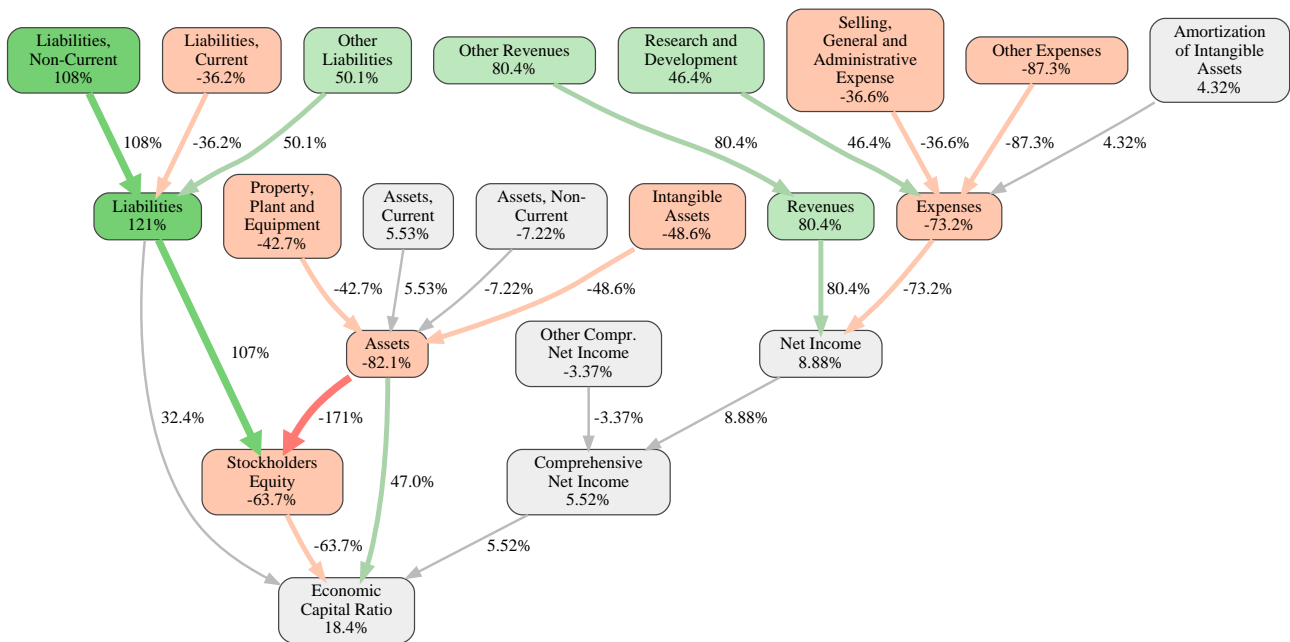 Liabilities,
Non-Current
108%
Liabilities,
Current
-36.2%
Other
Liabilities
50.1%
Other Revenues
80.4%
Research and
Development
46.4%
Selling,
General and
Administrative
Expense
-36.6%
Other Expenses
-87.3%
Amortization
of Intangible
Assets
4.32%
108%
-36.2%
50.1%
80.4%
46.4%
-36.6%
-87.3%
4.32%
Liabilities
121%
Property,
Plant and
Equipment
-42.7%
Assets,
Current
5.53%
Assets, Non-
Current
-7.22%
Intangible
Assets
-48.6%
Revenues
80.4%
Expenses
-73.2%
-42.7%
5.53%
-7.22%
-48.6%
80.4%
-73.2%
107%
Assets
-82.1%
Other Compr.
Net Income
-3.37%
Net Income
8.88%
32.4%
-171%
-3.37%
8.88%
Stockholders
Equity
-63.7%
47.0%
Comprehensive
Net Income
5.52%
-63.7%
5.52%
Economic
Capital Ratio
18.4%